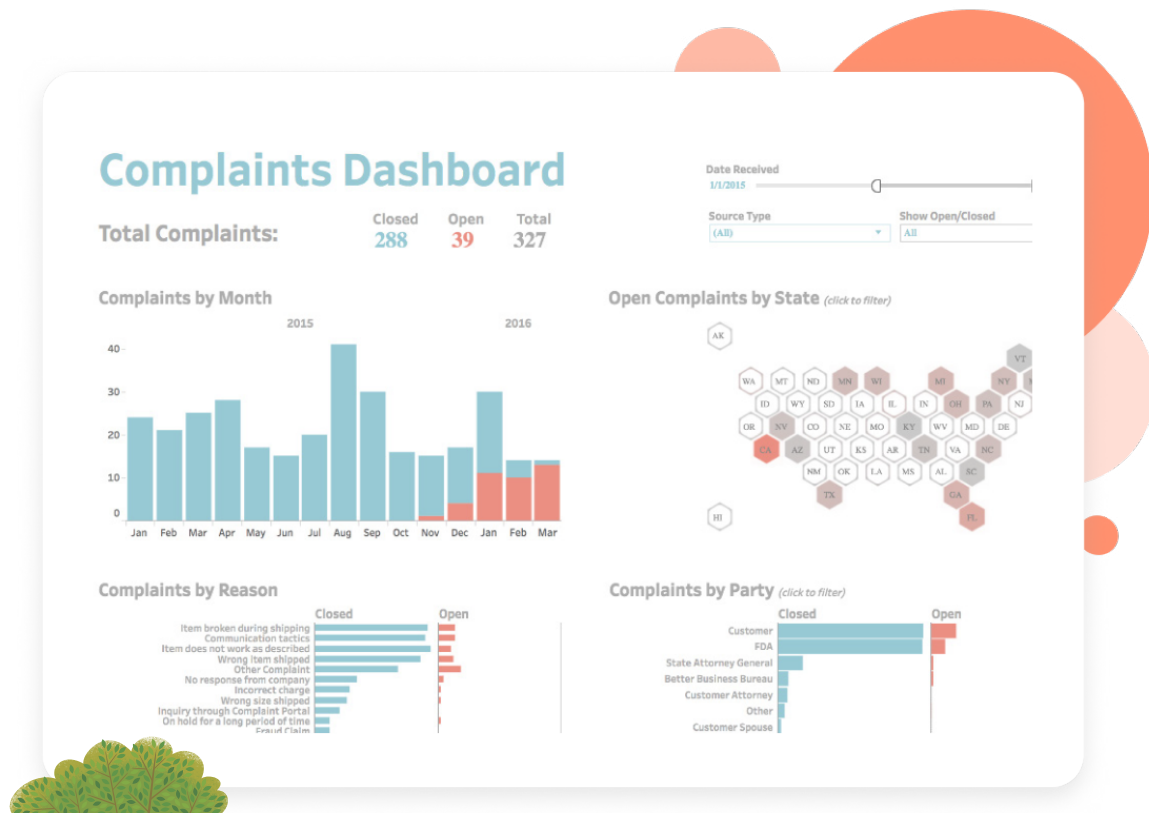 Complaints Dashboard
Date Received
1/1/2015
Total Complaints:
Closed Open Total
288 39 327
Source Type Show Open/Closed
(All) All
Complaints by Month
2015 2016
40
30
20
10
0
Jan Feb Mar Apr May Jun Jul Aug Sep Oct Nov Dec Jan Feb Mar
Open Complaints by State (click to filter)
AK
VT
WA MT ND MN WI MI NY
ID WY SD IA IL IN OH PA NJ
OR NV CO NE MO KY WV MD DE
CA AZ UT KS AR TN VA NC
NM OK LA MS AL SC
TX GA
HI FL
Complaints by Reason
Closed Open
Item broken during shipping
Communication tactics
Item does not work as described
Wrong item shipped
Other Complaint
No response from company
Incorrect charge
Wrong size shipped
Inquiry through Complaint Portal
On hold for a long period of time
Fraud Claim
Complaints by Party (click to filter)
Closed Open
Customer
FDA
State Attorney General
Better Business Bureau
Customer Attorney
Other
Customer Spouse